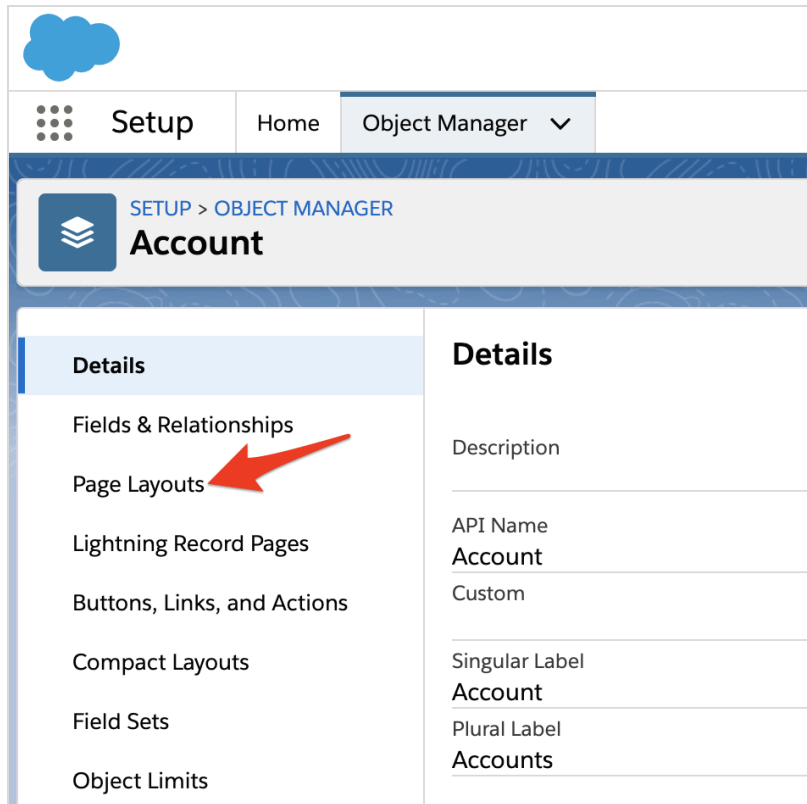 Setup
Home
Object Manager
SETUP > OBJECT MANAGER
Account
Details
Fields & Relationships
Page Layouts
Lightning Record Pages
Buttons, Links, and Actions
Compact Layouts
Field Sets
Object Limits
Details
Description
API Name
Account
Custom
Singular Label
Account
Plural Label
Accounts